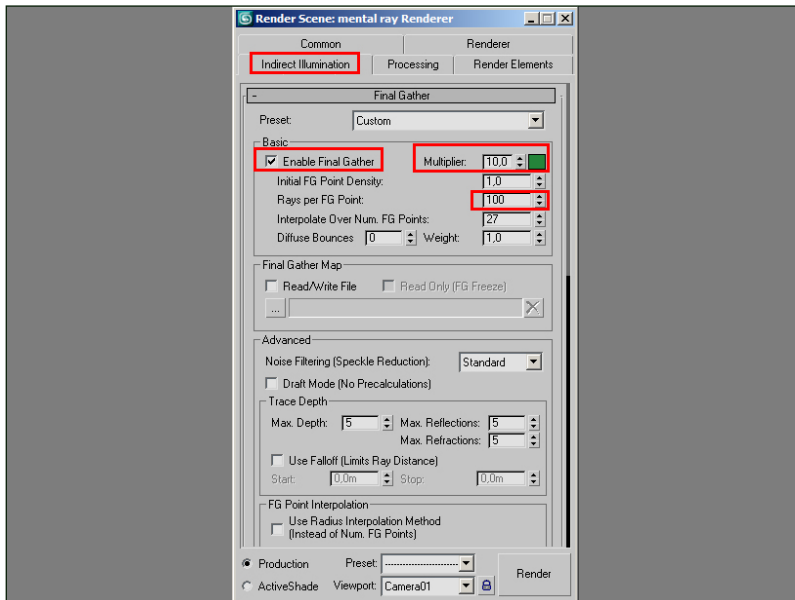 Render Scene: mental ray Renderer
Common Renderer
Indirect Illumination Processing Render Elements
- Final Gather
Preset: Custom
Basic
Enable Final Gather Multiplier: 10,0
Initial FG Point Density: 1,0
Rays per FG Point: 100
Interpolate Over Num. FG Points: 27
Diffuse Bounces 0 Weight: 1,0
Final Gather Map
Read/Write File Read Only (FG Freeze)
...
Advanced
Noise Filtering (Speckle Reduction): Standard
Draft Mode (No Precalculations)
Trace Depth
Max. Depth: 5 Max. Reflections: 5
Max. Refractions: 5
Use Falloff (Limits Ray Distance)
Start: 0,0m Stop: 0,0m
FG Point Interpolation
Use Radius Interpolation Method
(Instead of Num. FG Points)
Production Preset: -------------------------
Render
ActiveShade Viewport: Camera01